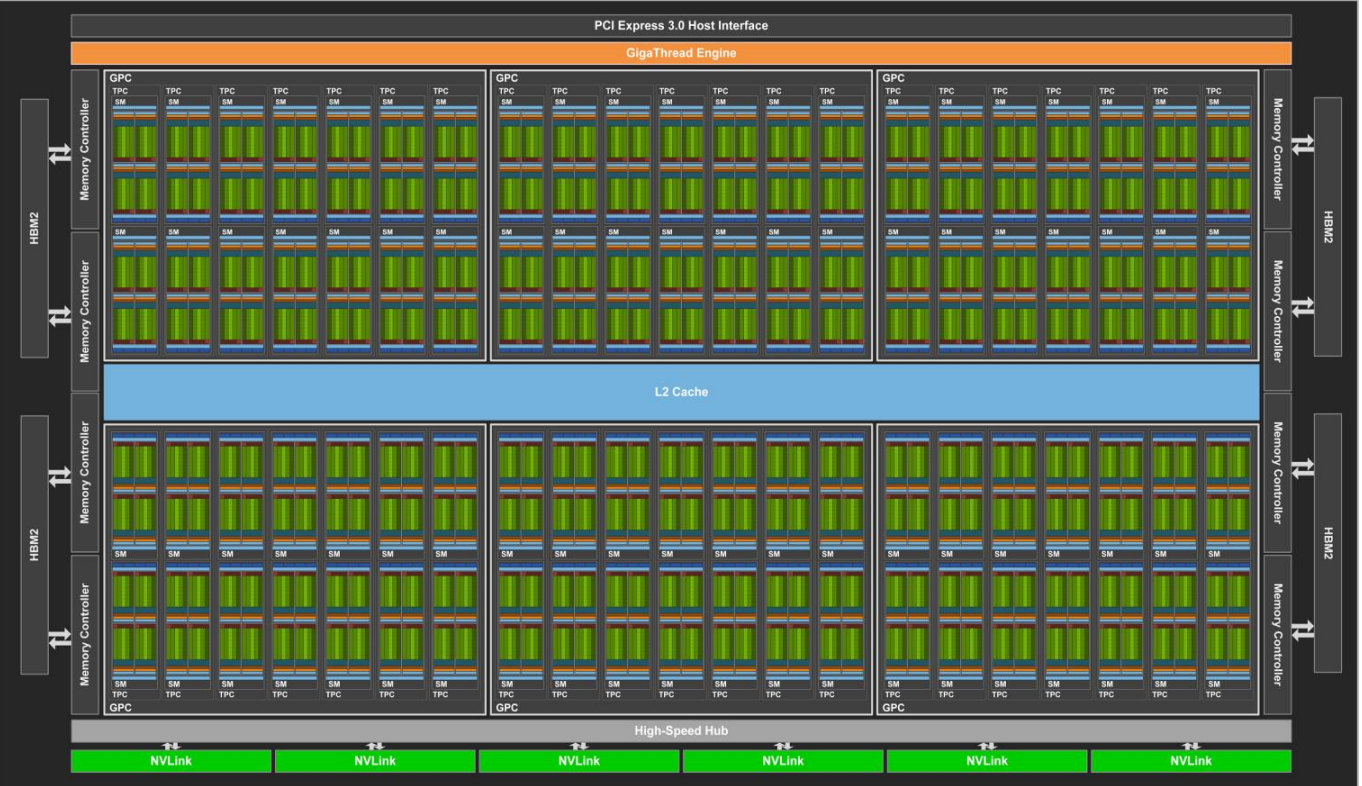 PCI Express 3.0 Host Interface
GigaThread Engine
GPC GPC GPC
TPC TPC TPC TPC TPC TPC TPC TPC TPC TPC TPC TPC TPC TPC TPC TPC TPC TPC TPC TPC TPC
SM SM SM SM SM SM SM SM SM SM SM SM SM SM SM SM SM SM SM SM SM
Memory Controller
Memory Controller
HBM2
HBM2
SM SM SM SM SM SM SM SM SM SM SM SM SM SM SM SM SM SM SM SM SM
Memory Controller
Memory Controller
L2 Cache
Memory Controller
Memory Controller
SM SM SM SM SM SM SM SM SM SM SM SM SM SM SM SM SM SM SM SM SM
HBM2
HBM2
Memory Controller
Memory Controller
SM SM SM SM SM SM SM SM SM SM SM SM SM SM SM SM SM SM SM SM SM
TPC TPC TPC TPC TPC TPC TPC TPC TPC TPC TPC TPC TPC TPC TPC TPC TPC TPC TPC TPC TPC
GPC GPC GPC
High-Speed Hub
NVLink NVLink NVLink NVLink NVLink NVLink